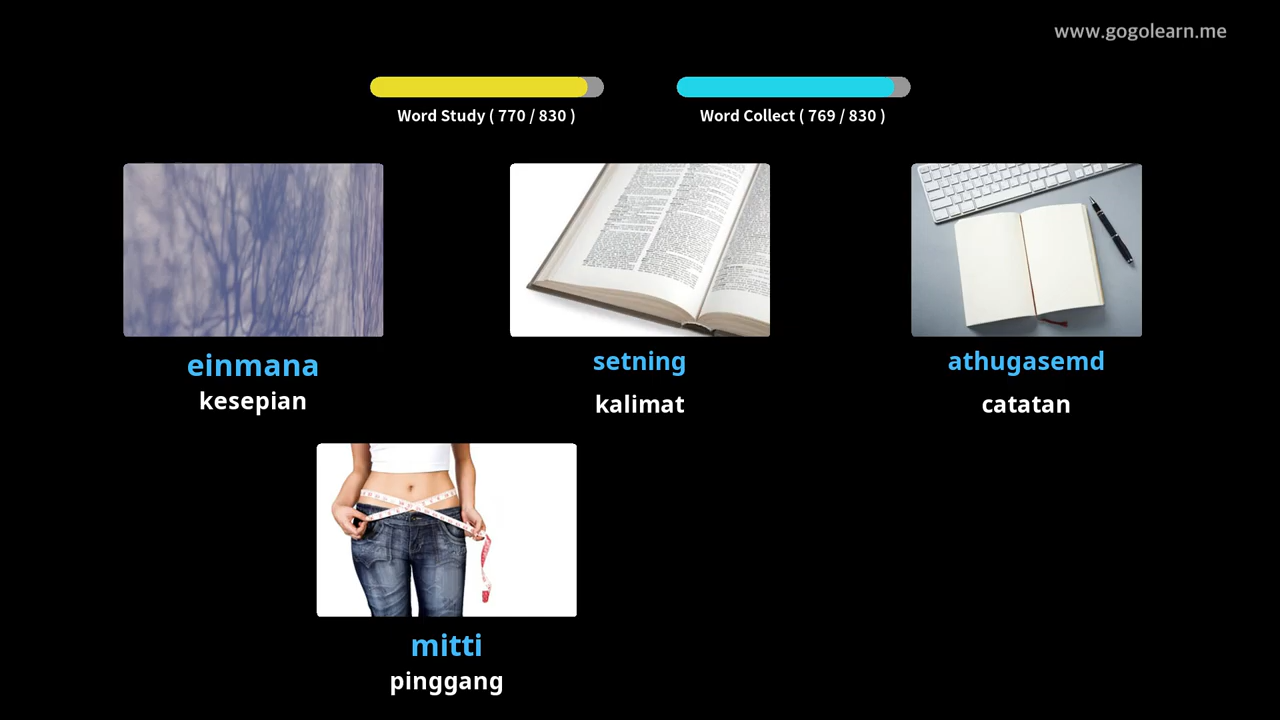 www.gogolearn.me
Word Study ( 770 / 830 )
Word Collect ( 769 / 830 )
einmana
kesepian
setning
kalimat
athugasemd
catatan
mitti
pinggang